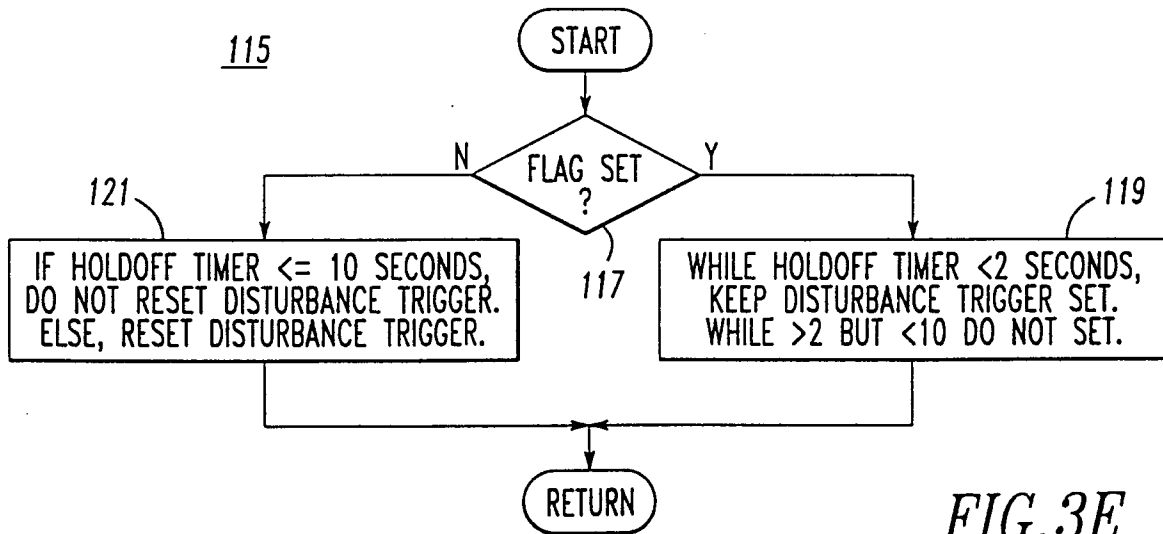 115
START
N
FLAG SET
?
Y
117
121
IF HOLDOFF TIMER <= 10 SECONDS,
DO NOT RESET DISTURBANCE TRIGGER.
ELSE, RESET DISTURBANCE TRIGGER.
119
WHILE HOLDOFF TIMER <2 SECONDS,
KEEP DISTURBANCE TRIGGER SET.
WHILE >2 BUT <10 DO NOT SET.
RETURN
FIG.3E